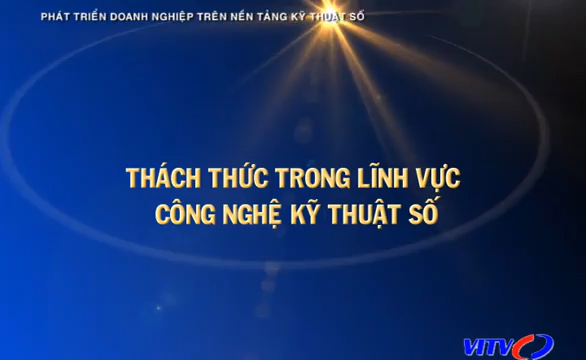 PHÁT TRIỂN DOANH NGHIỆP TRÊN NỀN TẢNG KỸ THUẬT SỐ
THÁCH THỨC TRONG LĨNH VỰC
CÔNG NGHỆ KỸ THUẬT SỐ
VITV